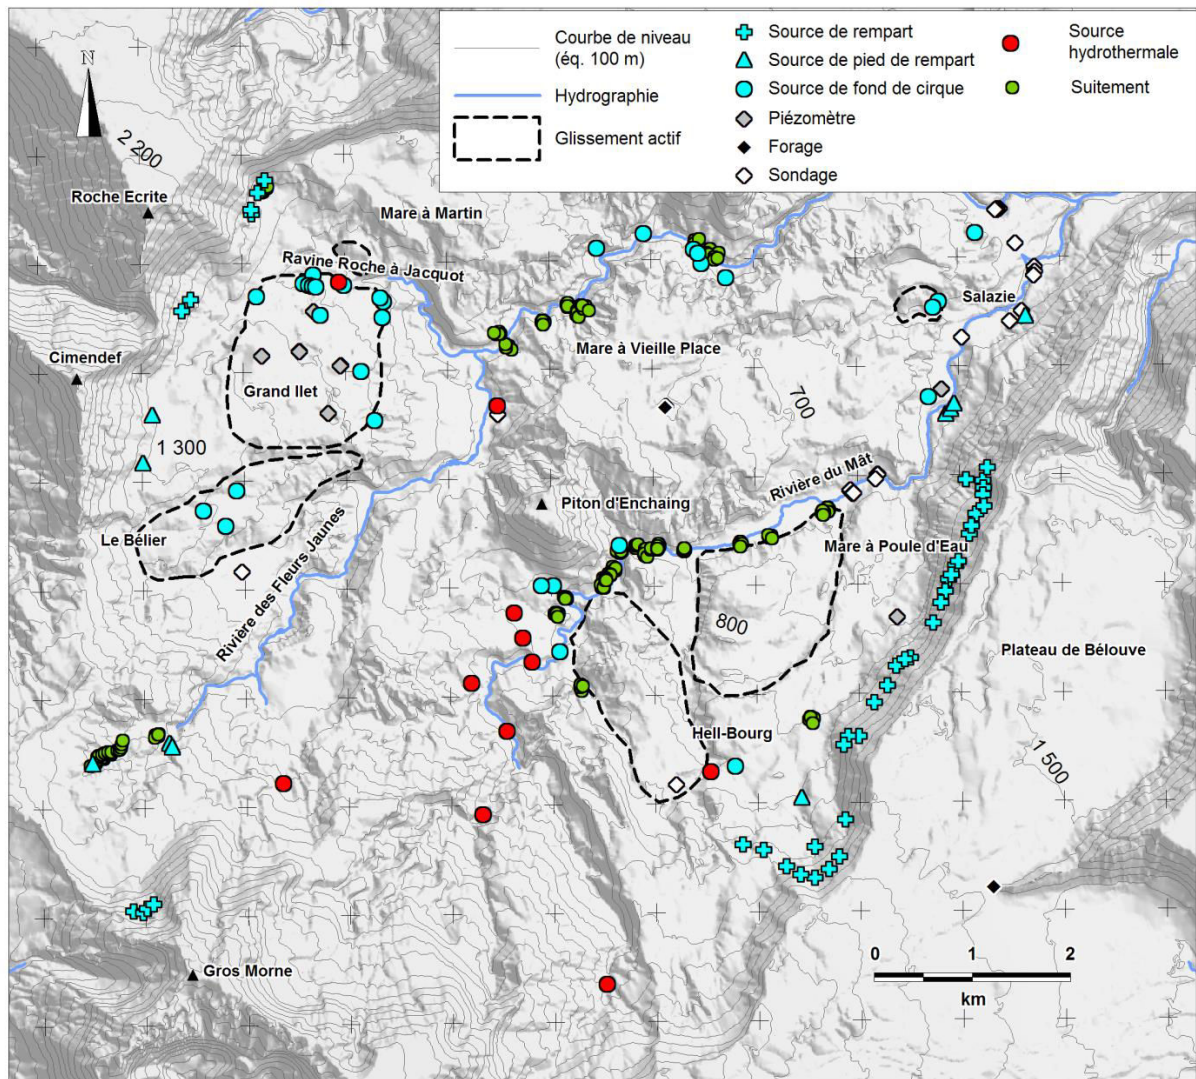 Courbe de niveau
(éq. 100 m)
Hydrographie
Glissement actif
Source de rempart
Source de pied de rempart
Source de fond de cirque
Piézomètre
Forage
Sondage
Source
hydrothermale
Suitement
N
2 200
Roche Ecrite
Mare à Martin
Ravine Roche à Jacquot
Salazie
Cimendef
Mare à Vieille Place
Grand Ilet
700
1 300
Rivière du Mât
Piton d'Enchaing
Le Bélier
Mare à Poule d'Eau
Rivière des Fleurs Jaunes
800
Plateau de Bélouve
Hell-Bourg
1 500
Gros Morne
0 1 2
km